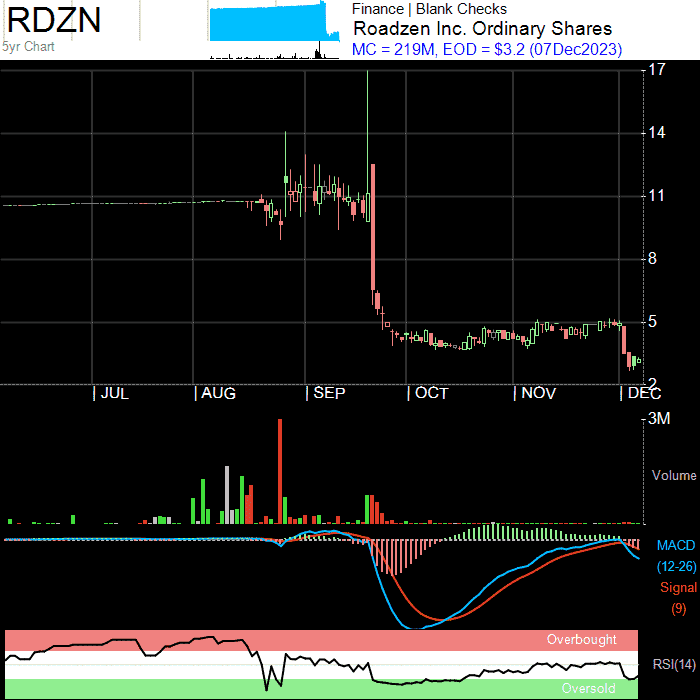 RDZN
5yr Chart
Finance | Blank Checks
Roadzen Inc. Ordinary Shares
MC = 219M, EOD = $3.2 (07Dec2023)
17
14
11
8
5
2
| JUL | AUG | SEP | OCT | NOV | DEC
3M
Volume
MACD
(12-26)
Signal
(9)
Overbought
RSI(14)
Oversold